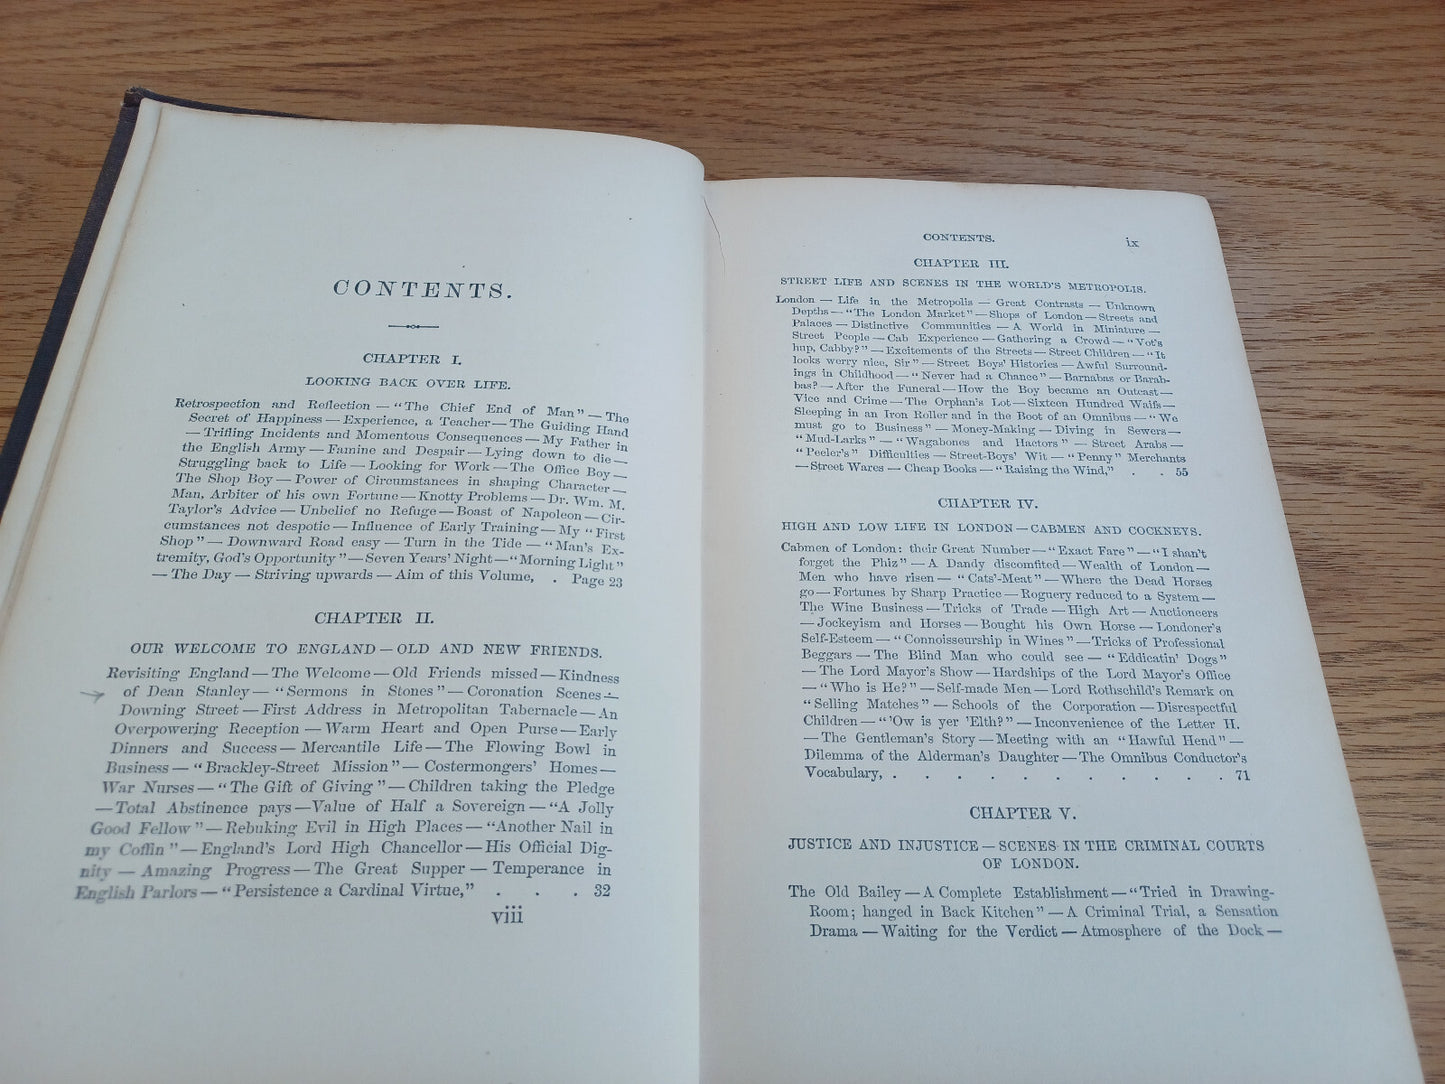 CONTENTS.
CHAPTER I.
LOOKING BACK OVER LIFE.
Retrospection and Reflection — "The Chief End of Man" — The
Secret of Happiness — Experience, a Teacher — The Guiding Hand
— Trifling Incidents and Momentous Consequences — My Father in
the English Army — Famine and Despair — Lying down to die —
Struggling back to Life — Looking for Work — The Office Boy —
The Shop Boy — Power of Circumstances in shaping Character —
Man, Arbiter of his own Fortune — Knotty Problems — Dr. Wm. M.
Taylor's Advice — Unbelief no Refuge — Boast of Napoleon — Cir-
cumstances not despotic — Influence of Early Training — My "First
Shop" — Downward Road easy — Turn in the Tide — "Man's Ex-
tremity, God's Opportunity" — Seven Years' Night — "Morning Light"
— The Day — Striving upwards — Aim of this Volume, . Page 23
CHAPTER II.
OUR WELCOME TO ENGLAND — OLD AND NEW FRIENDS.
Revisiting England — The Welcome — Old Friends missed — Kindness
of Dean Stanley — "Sermons in Stones" — Coronation Scenes —
Downing Street — First Address in Metropolitan Tabernacle — An
Overpowering Reception — Warm Heart and Open Purse — Early
Dinners and Success — Mercantile Life — The Flowing Bowl in
Business — "Brackley-Street Mission" — Costermongers' Homes —
War Nurses — "The Gift of Giving" — Children taking the Pledge
— Total Abstinence pays — Value of Half a Sovereign — "A Jolly
Good Fellow" — Rebuking Evil in High Places — "Another Nail in
my Coffin" — England's Lord High Chancellor — His Official Dig-
nity — Amazing Progress — The Great Supper — Temperance in
English Parlors — "Persistence a Cardinal Virtue," . . . 32
viii
CONTENTS. ix
CHAPTER III.
STREET LIFE AND SCENES IN THE WORLD'S METROPOLIS.
London — Life in the Metropolis — Great Contrasts — Unknown
Depths — "The London Market" — Shops of London — Streets and
Palaces — Distinctive Communities — A World in Miniature —
Street People — Cab Experience — Gathering a Crowd — "Vot's
hup, Cabby?" — Excitements of the Streets — Street Children — "It
looks werry nice, Sir" — Street Boys' Histories — Awful Surround-
ings in Childhood — "Never had a Chance" — Barnabas or Barab-
bas? — After the Funeral — How the Boy became an Outcast —
Vice and Crime — The Orphan's Lot — Sixteen Hundred Waifs —
Sleeping in an Iron Roller and in the Boot of an Omnibus — "We
must go to Business" — Money-Making — Diving in Sewers —
"Mud-Larks" — "Wagabones and Hactors" — Street Arabs —
"Peeler's" Difficulties — Street-Boys' Wit — "Penny" Merchants
— Street Wares — Cheap Books — "Raising the Wind," . . 55
CHAPTER IV.
HIGH AND LOW LIFE IN LONDON — CABMEN AND COCKNEYS.
Cabmen of London: their Great Number — "Exact Fare" — "I shan't
forget the Phiz" — A Dandy discomfited — Wealth of London —
Men who have risen — "Cats'-Meat" — Where the Dead Horses
go — Fortunes by Sharp Practice — Roguery reduced to a System —
The Wine Business — Tricks of Trade — High Art — Auctioneers
— Jockeyism and Horses — Bought his Own Horse — Londoner's
Self-Esteem — "Connoisseurship in Wines" — Tricks of Professional
Beggars — The Blind Man who could see — "Eddicatin' Dogs"
— The Lord Mayor's Show — Hardships of the Lord Mayor's Office
— "Who is He?" — Self-made Men — Lord Rothschild's Remark on
"Selling Matches" — Schools of the Corporation — Disrespectful
Children — "'Ow is yer 'Elth?" — Inconvenience of the Letter H.
— The Gentleman's Story — Meeting with an "Hawful Hend" —
Dilemma of the Alderman's Daughter — The Omnibus Conductor's
Vocabulary, . . . . . . . . . . . 71
CHAPTER V.
JUSTICE AND INJUSTICE — SCENES IN THE CRIMINAL COURTS
OF LONDON.
The Old Bailey — A Complete Establishment — "Tried in Drawing-
Room; hanged in Back Kitchen" — A Criminal Trial, a Sensation
Drama — Waiting for the Verdict — Atmosphere of the Dock —